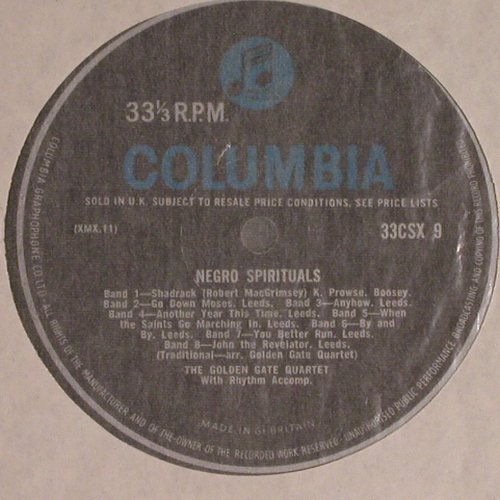 33⅓ R.P.M.
COLUMBIA
SOLD IN U.K. SUBJECT TO RESALE PRICE CONDITIONS, SEE PRICE LISTS
(XMX.11)
33CSX 9
NEGRO SPIRITUALS
Band 1—Shadrack (Robert MacGrimsey) K. Prowse. Boosey.
Band 2—Go Down Moses. Leeds. Band 3—Anyhow. Leeds.
Band 4—Another Year This Time. Leeds. Band 5—When
the Saints Go Marching In. Leeds. Band 6—By and
By. Leeds. Band 7—You Better Run. Leeds.
Band 8—John the Revelator. Leeds.
(Traditional—arr. Golden Gate Quartet)
THE GOLDEN GATE QUARTET
With Rhythm Accomp.
MADE IN GT BRITAIN
COLUMBIA GRAPHOPHONE CO LTD · ALL RIGHTS OF THE MANUFACTURER AND OF THE OWNER OF THE RECORDED WORK RESERVED · UNAUTHORISED PUBLIC PERFORMANCE, BROADCASTING AND COPYING OF THIS RECORD PROHIBITED